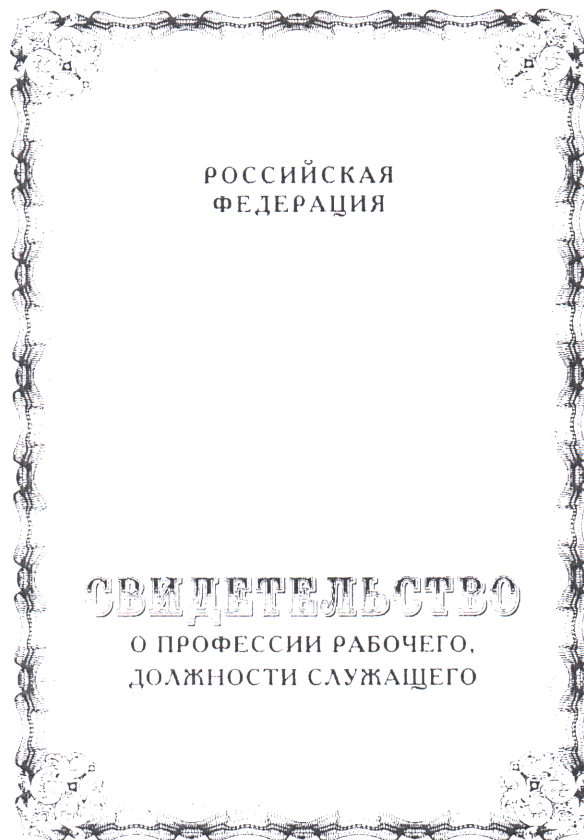 РОССИЙСКАЯ
ФЕДЕРАЦИЯ
СВИДЕТЕЛЬСТВО
О ПРОФЕССИИ РАБОЧЕГО,
ДОЛЖНОСТИ СЛУЖАЩЕГО